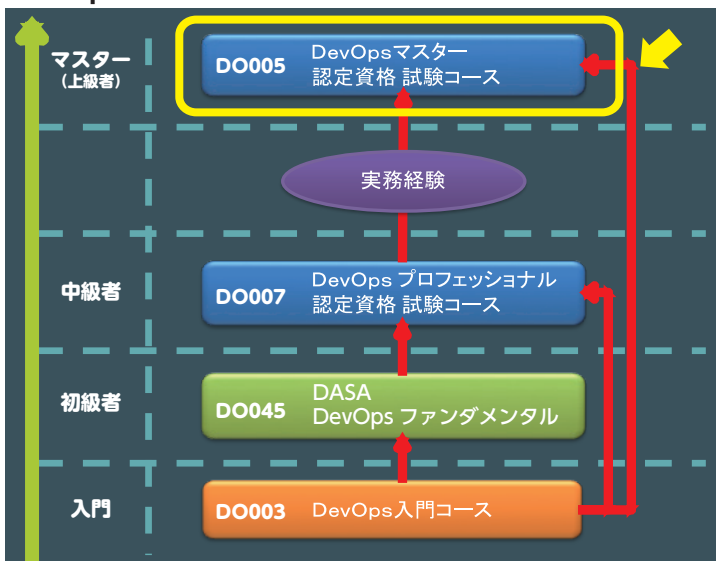 マスター
(上級者)
DO005 DevOpsマスター
認定資格 試験コース
実務経験
中級者
DO007 DevOps プロフェッショナル
認定資格 試験コース
初級者
DO045 DASA
DevOps ファンダメンタル
入門
DO003 DevOps入門コース